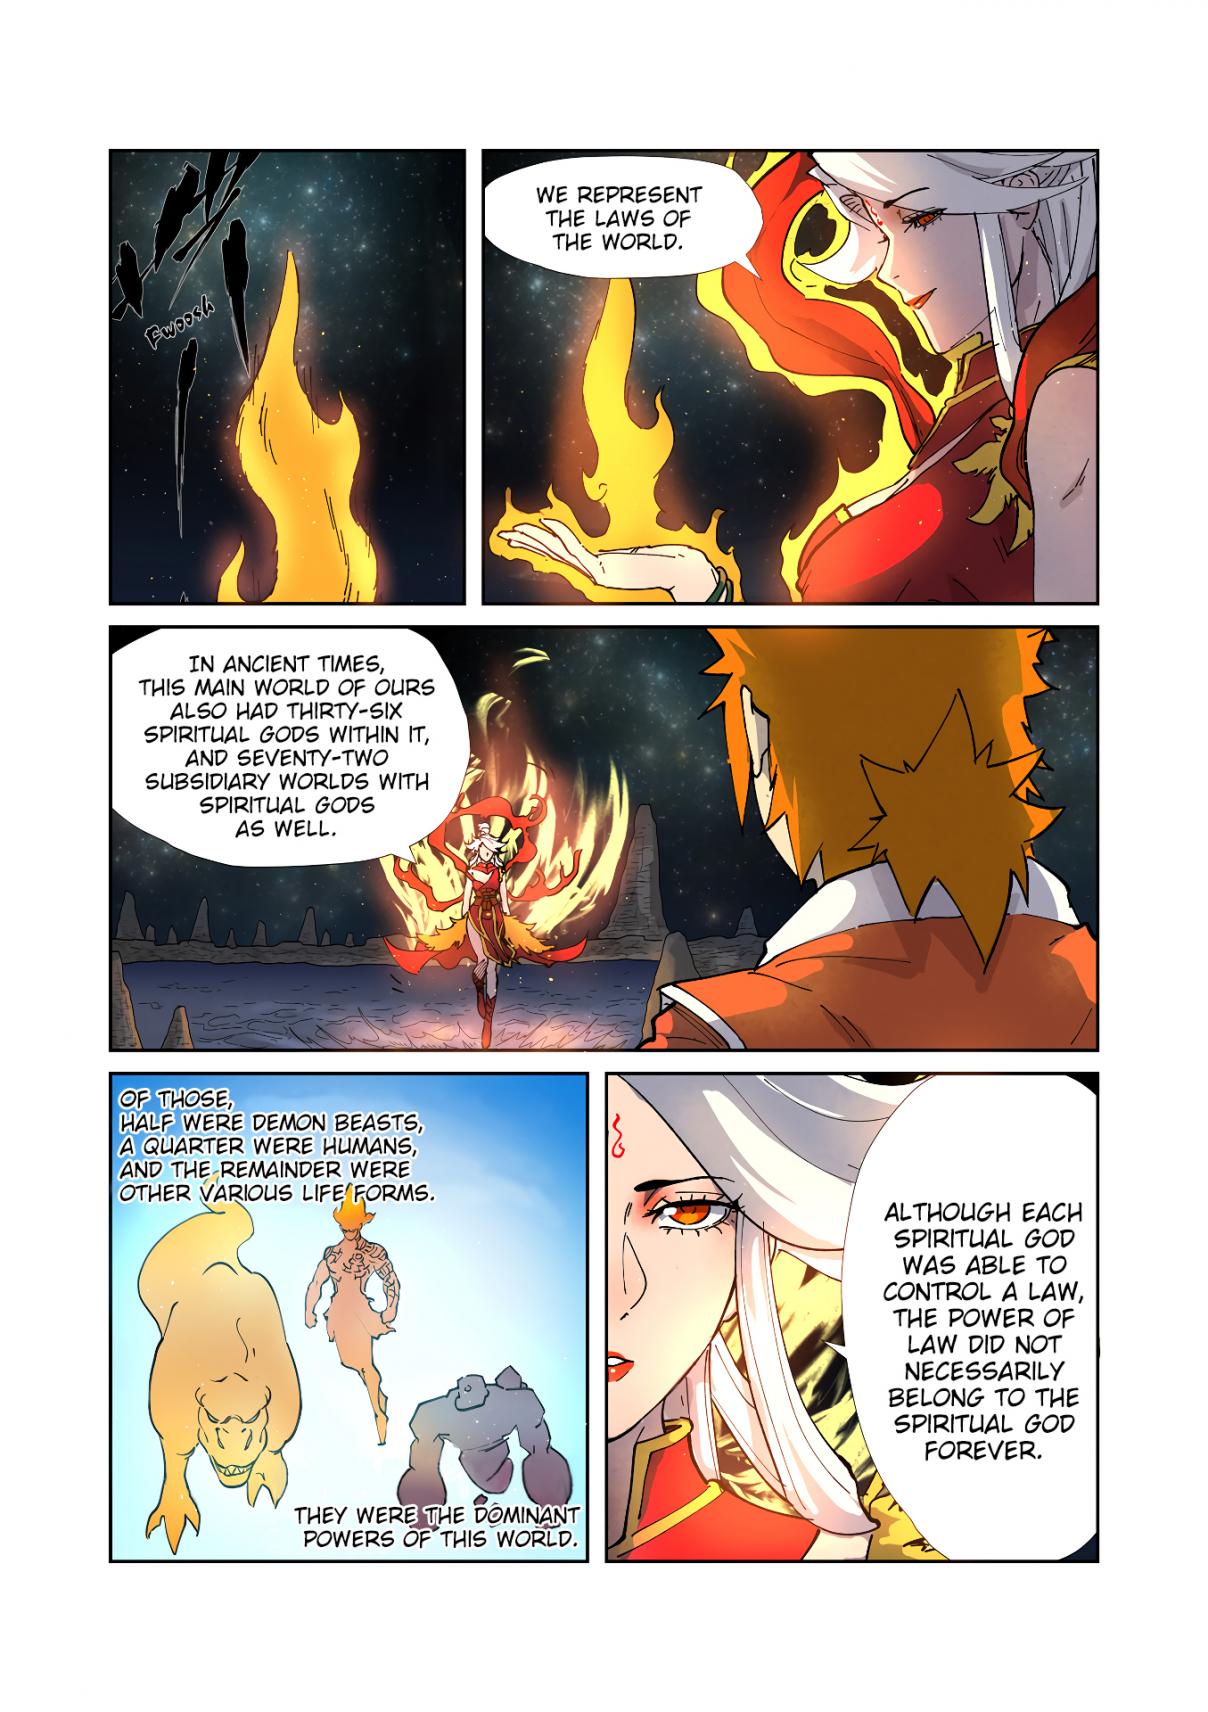 Fwoosh
WE REPRESENT
THE LAWS OF
THE WORLD.
IN ANCIENT TIMES,
THIS MAIN WORLD OF OURS
ALSO HAD THIRTY-SIX
SPIRITUAL GODS WITHIN IT,
AND SEVENTY-TWO
SUBSIDIARY WORLDS WITH
SPIRITUAL GODS
AS WELL.
OF THOSE,
HALF WERE DEMON BEASTS,
A QUARTER WERE HUMANS,
AND THE REMAINDER WERE
OTHER VARIOUS LIFE FORMS.
THEY WERE THE DOMINANT
POWERS OF THIS WORLD.
ALTHOUGH EACH
SPIRITUAL GOD
WAS ABLE TO
CONTROL A LAW,
THE POWER OF
LAW DID NOT
NECESSARILY
BELONG TO THE
SPIRITUAL GOD
FOREVER.